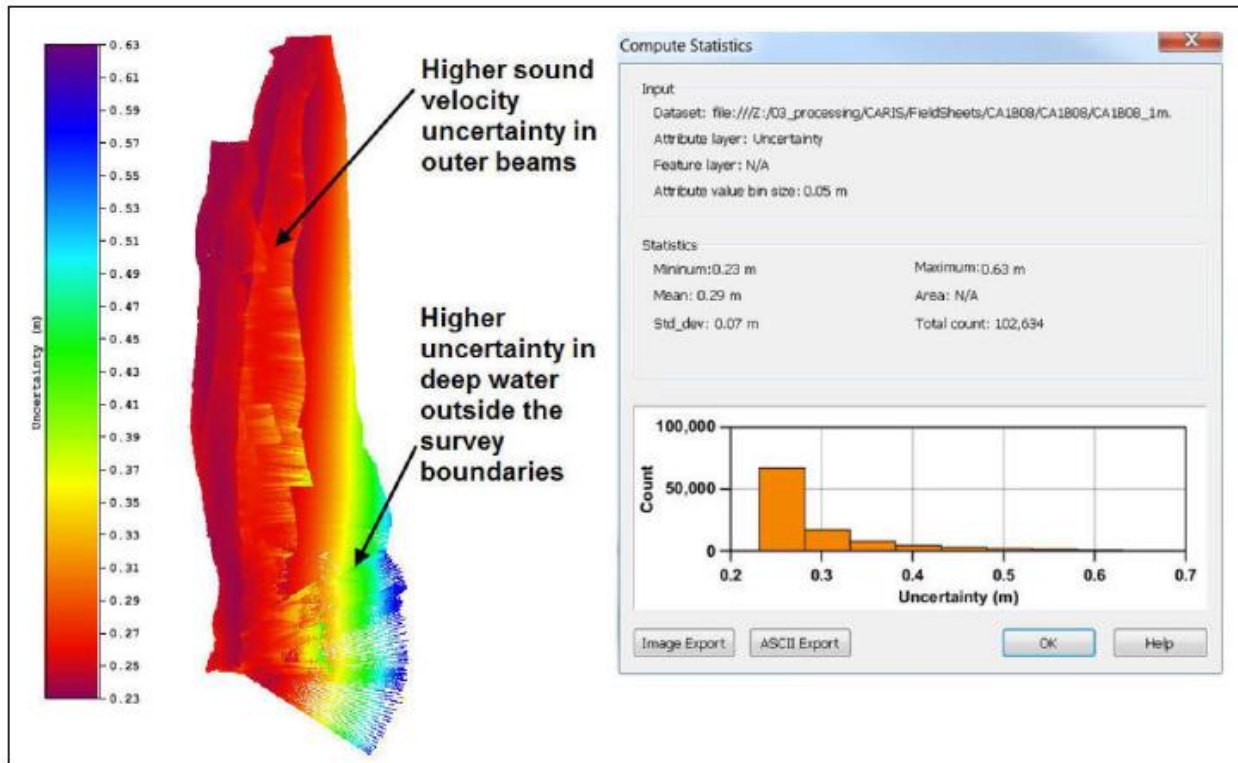 0.63
0.61
0.59
0.57
0.55
0.53
0.51
0.49
0.47
0.45
0.43
0.41
0.39
0.37
0.35
0.33
0.31
0.29
0.27
0.25
0.23
Uncertainty (m)
Higher sound
velocity
uncertainty in
outer beams
Higher
uncertainty in
deep water
outside the
survey
boundaries
Compute Statistics
X
Input
Dataset: file:///Z:/03_processing/CARIS/FieldSheets/CA1B08/CA1B08/CA1B08_1m.
Attribute layer: Uncertainty
Feature layer: N/A
Attribute value bin size: 0.05 m
Statistics
Mininum:0.23 m
Maximum:0.63 m
Mean: 0.29 m
Area: N/A
Std_dev: 0.07 m
Total count: 102,634
100,000
50,000
0
Count
0.2 0.3 0.4 0.5 0.6 0.7
Uncertainty (m)
Image Export
ASCII Export
OK
Help